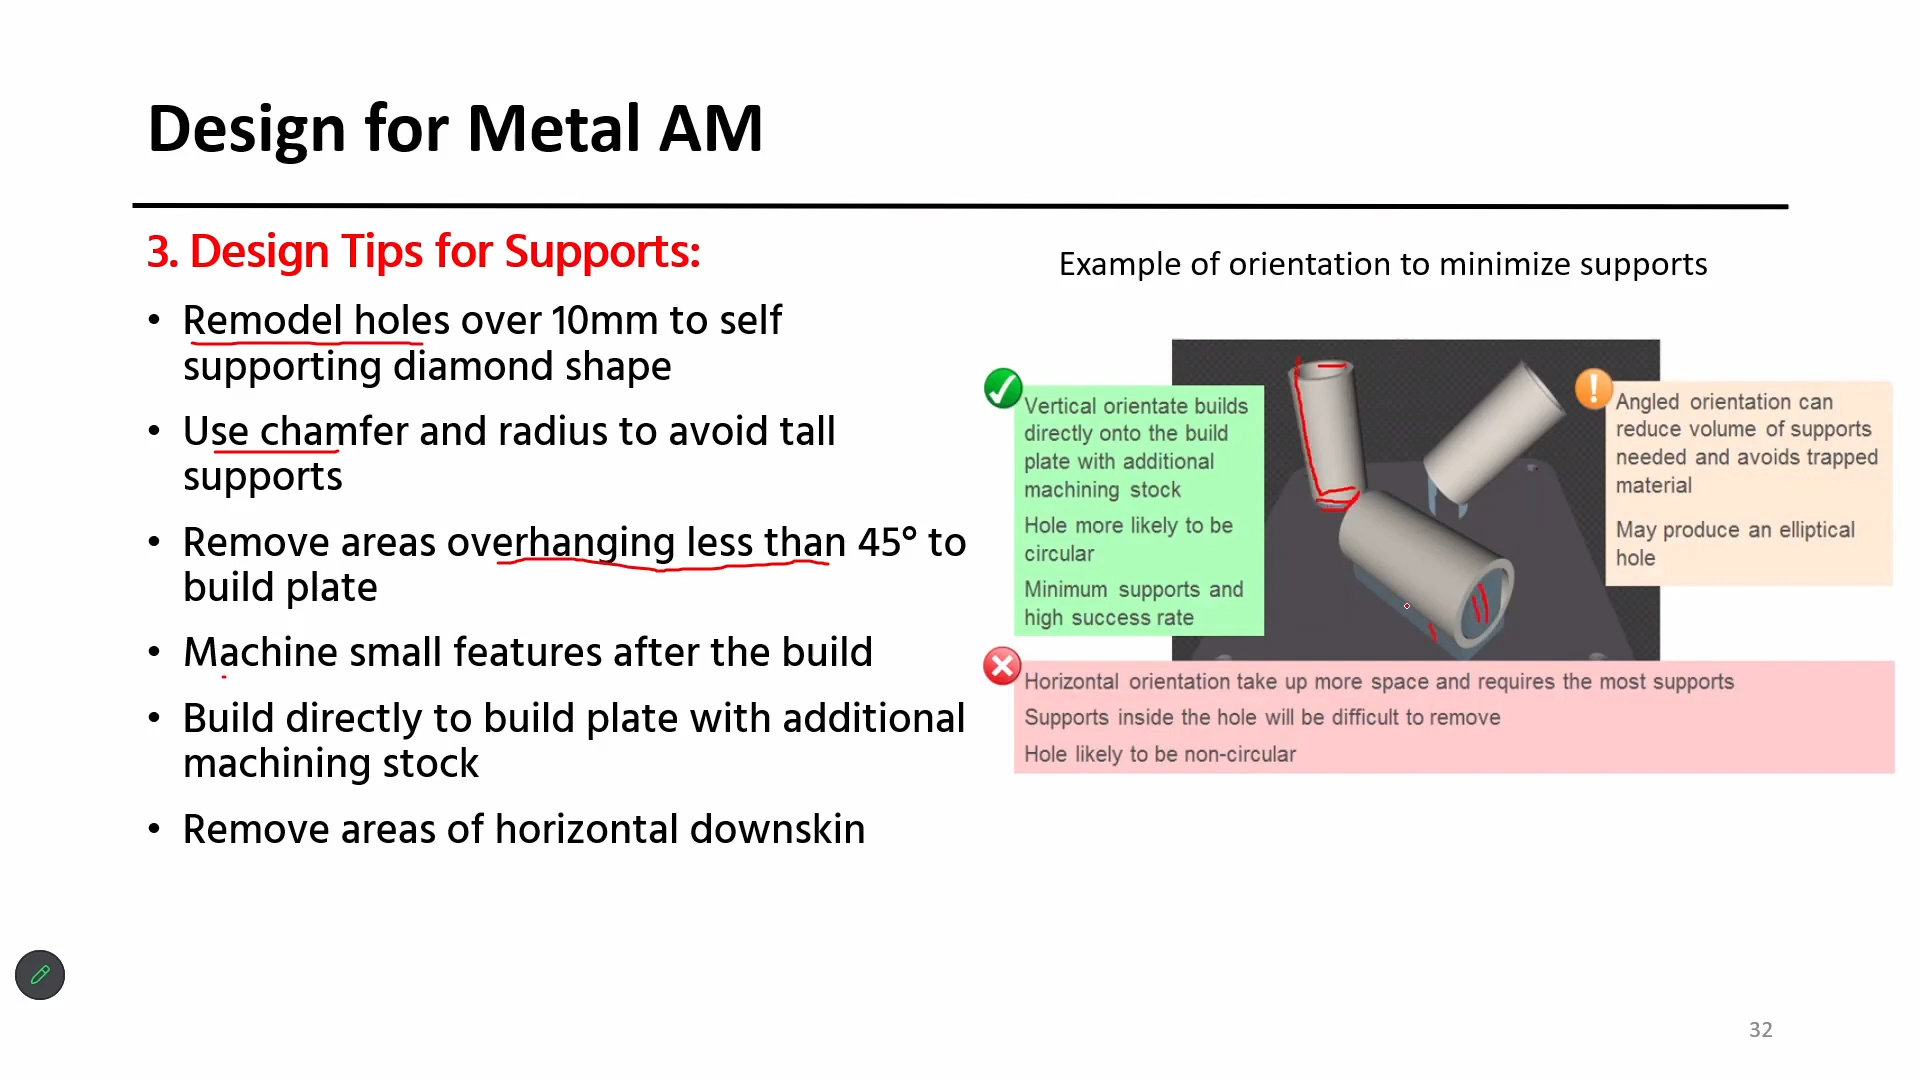 Design for Metal AM
3. Design Tips for Supports:
• Remodel holes over 10mm to self
supporting diamond shape
• Use chamfer and radius to avoid tall
supports
• Remove areas overhanging less than 45° to
build plate
• Machine small features after the build
• Build directly to build plate with additional
machining stock
• Remove areas of horizontal downskin
Example of orientation to minimize supports
Vertical orientate builds
directly onto the build
plate with additional
machining stock
Hole more likely to be
circular
Minimum supports and
high success rate
Angled orientation can
reduce volume of supports
needed and avoids trapped
material
May produce an elliptical
hole
Horizontal orientation take up more space and requires the most supports
Supports inside the hole will be difficult to remove
Hole likely to be non-circular
32